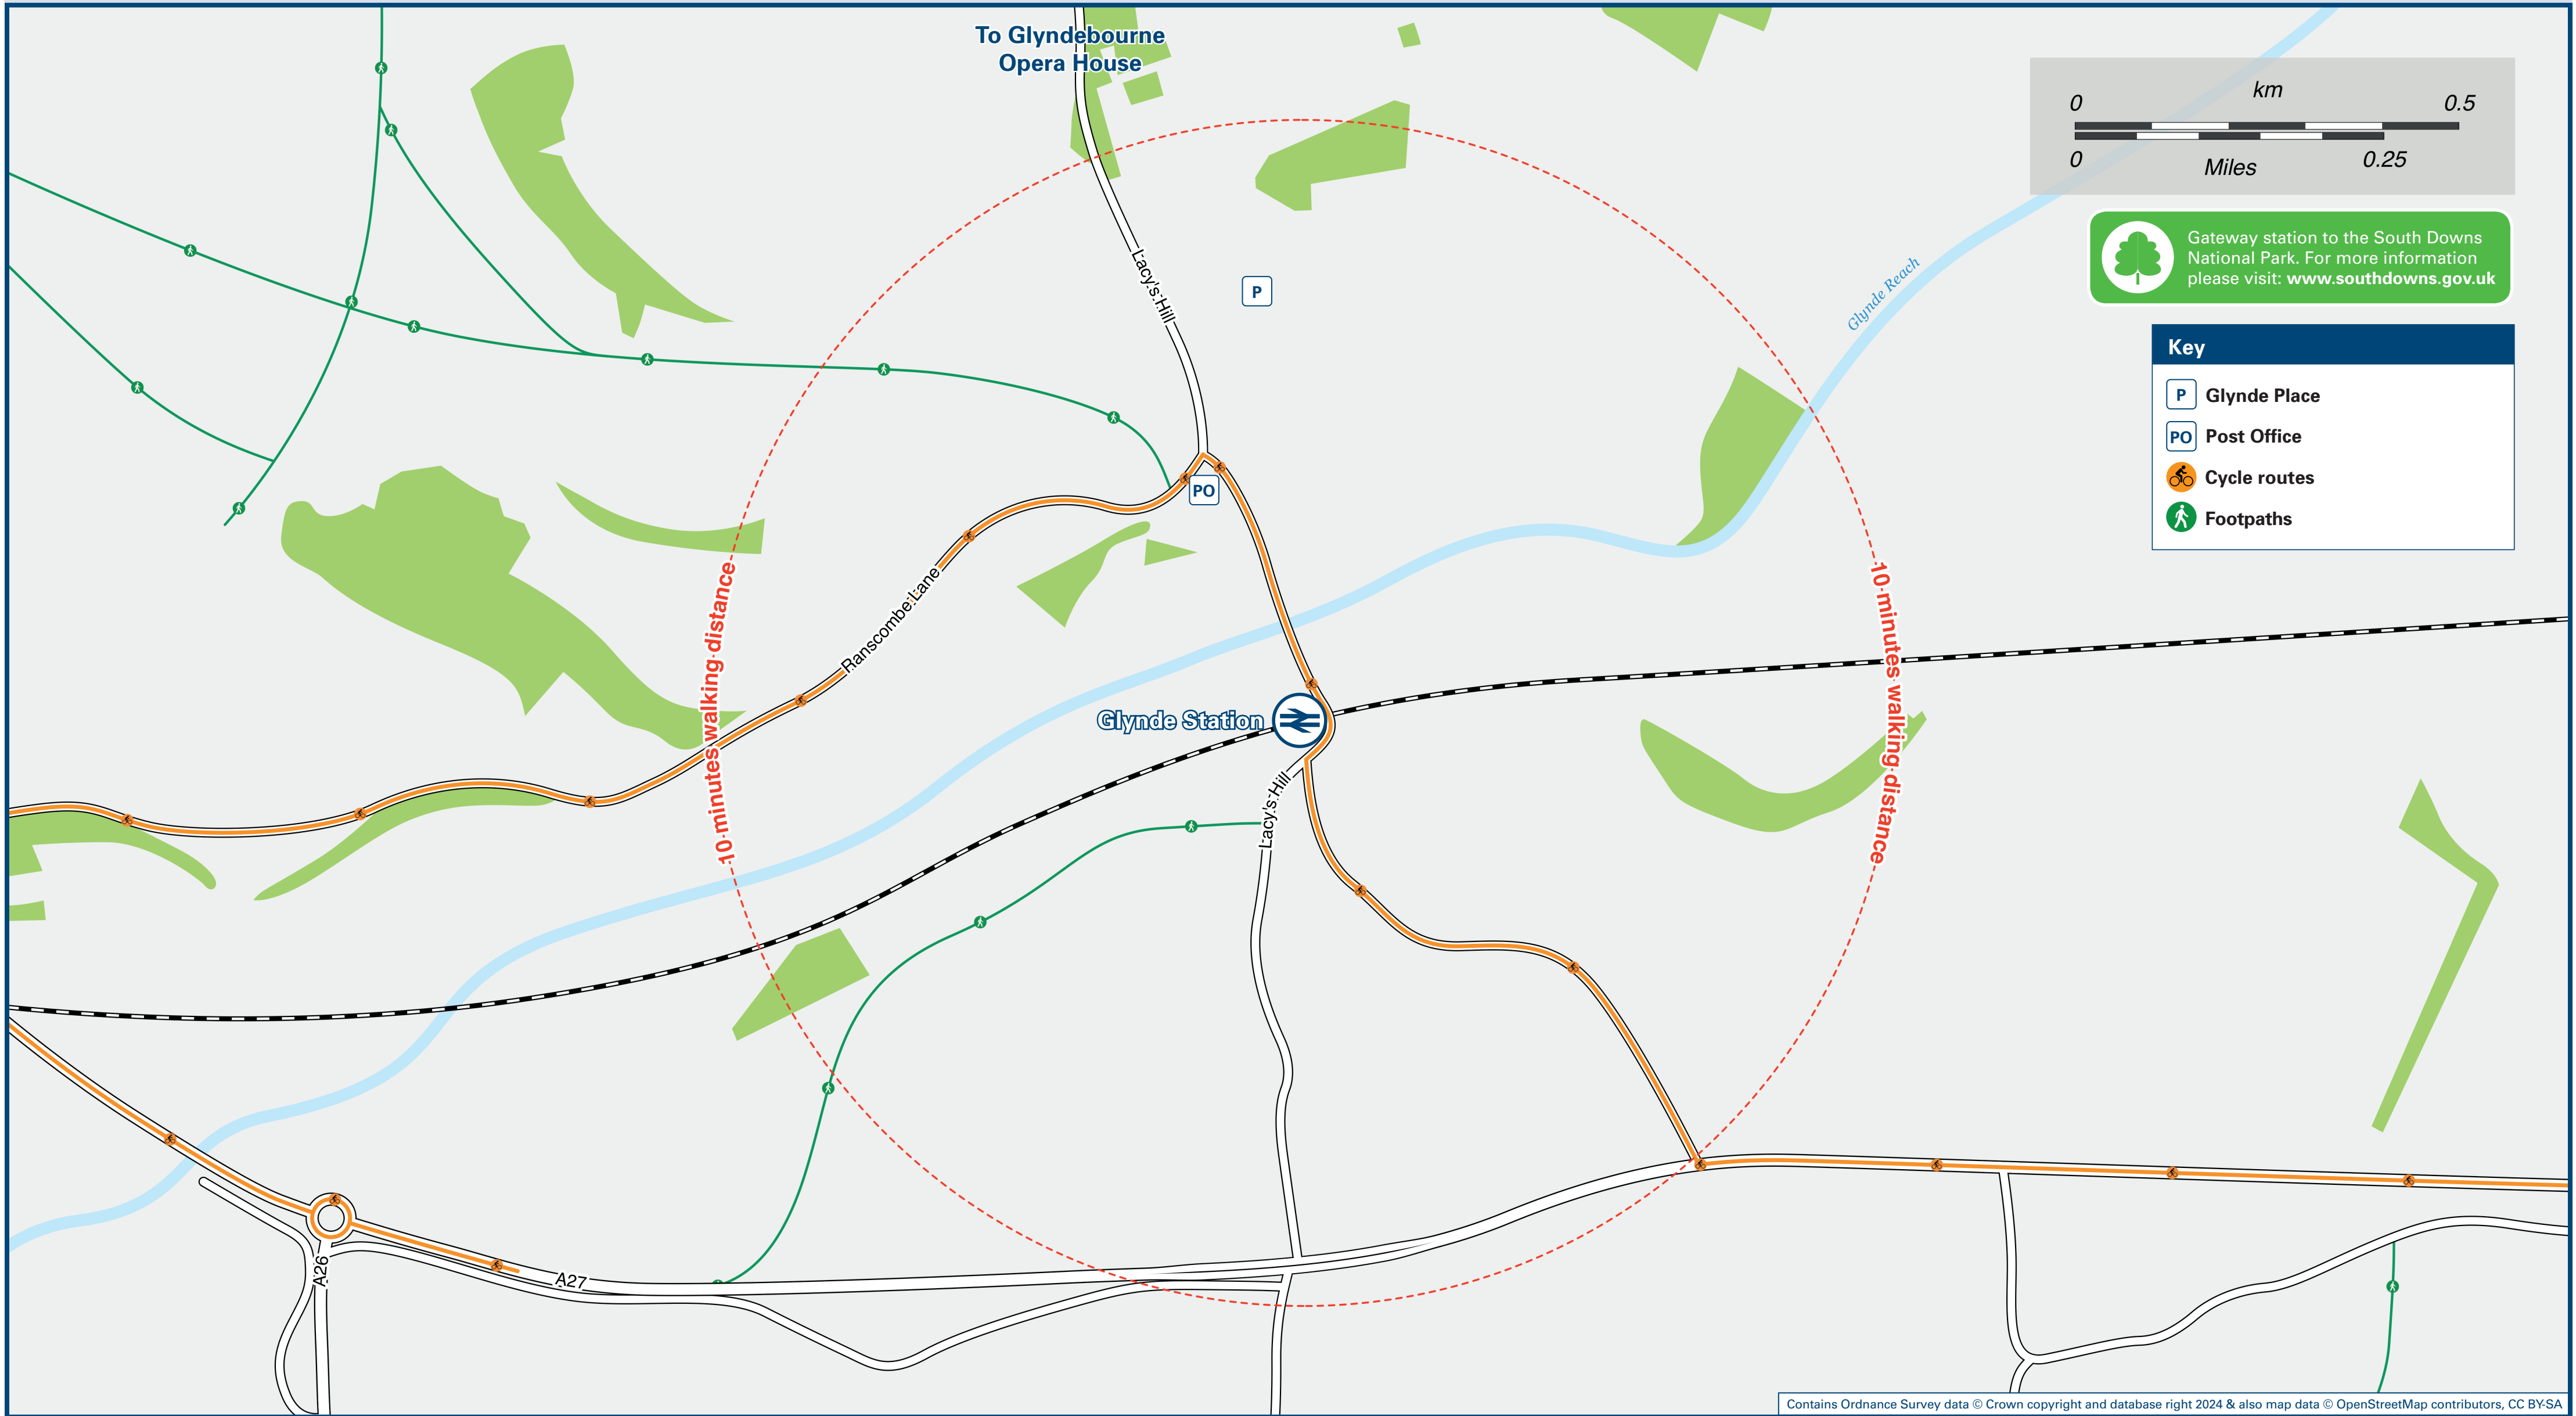 To Glyndebourne
Opera House
km
0
0.5
0
0.25
Miles
Gateway station to the South Downs
National Park. For more information
please visit: www.southdowns.gov.uk
Lacy's Hill
P
Glynde Reach
Key
P Glynde Place
PO Post Office
Cycle routes
Footpaths
PO
Ranscombe Lane
10 minutes walking distance
10 minutes walking distance
Glynde Station
Lacy's Hill
A26
A27
Contains Ordnance Survey data © Crown copyright and database right 2024 & also map data © OpenStreetMap contributors, CC BY-SA